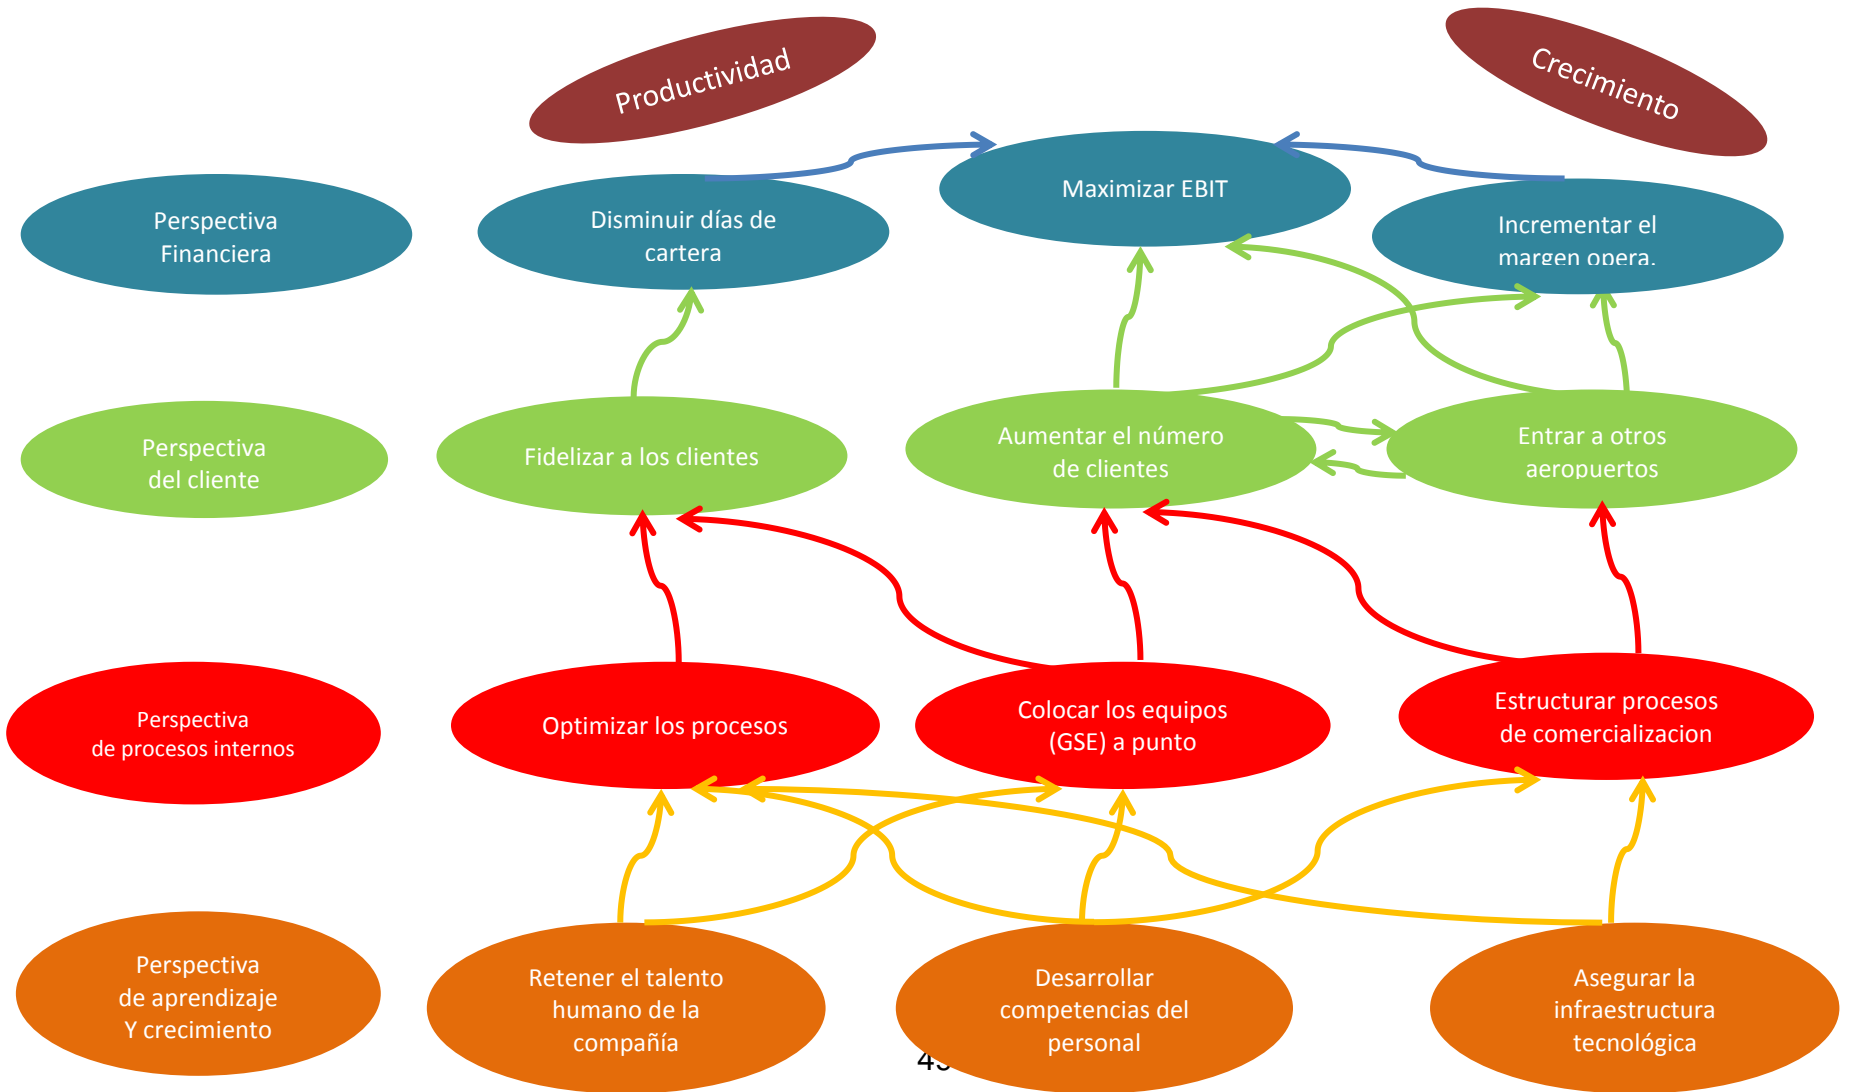 Productividad
Crecimiento
Perspectiva
Financiera
Disminuir días de
cartera
Maximizar EBIT
Incrementar el
margen opera.
Perspectiva
del cliente
Fidelizar a los clientes
Aumentar el número
de clientes
Entrar a otros
aeropuertos
Perspectiva
de procesos internos
Optimizar los procesos
Colocar los equipos
(GSE) a punto
Estructurar procesos
de comercializacion
Perspectiva
de aprendizaje
Y crecimiento
Retener el talento
humano de la
compañía
Desarrollar
competencias del
personal
Asegurar la
infraestructura
tecnológica